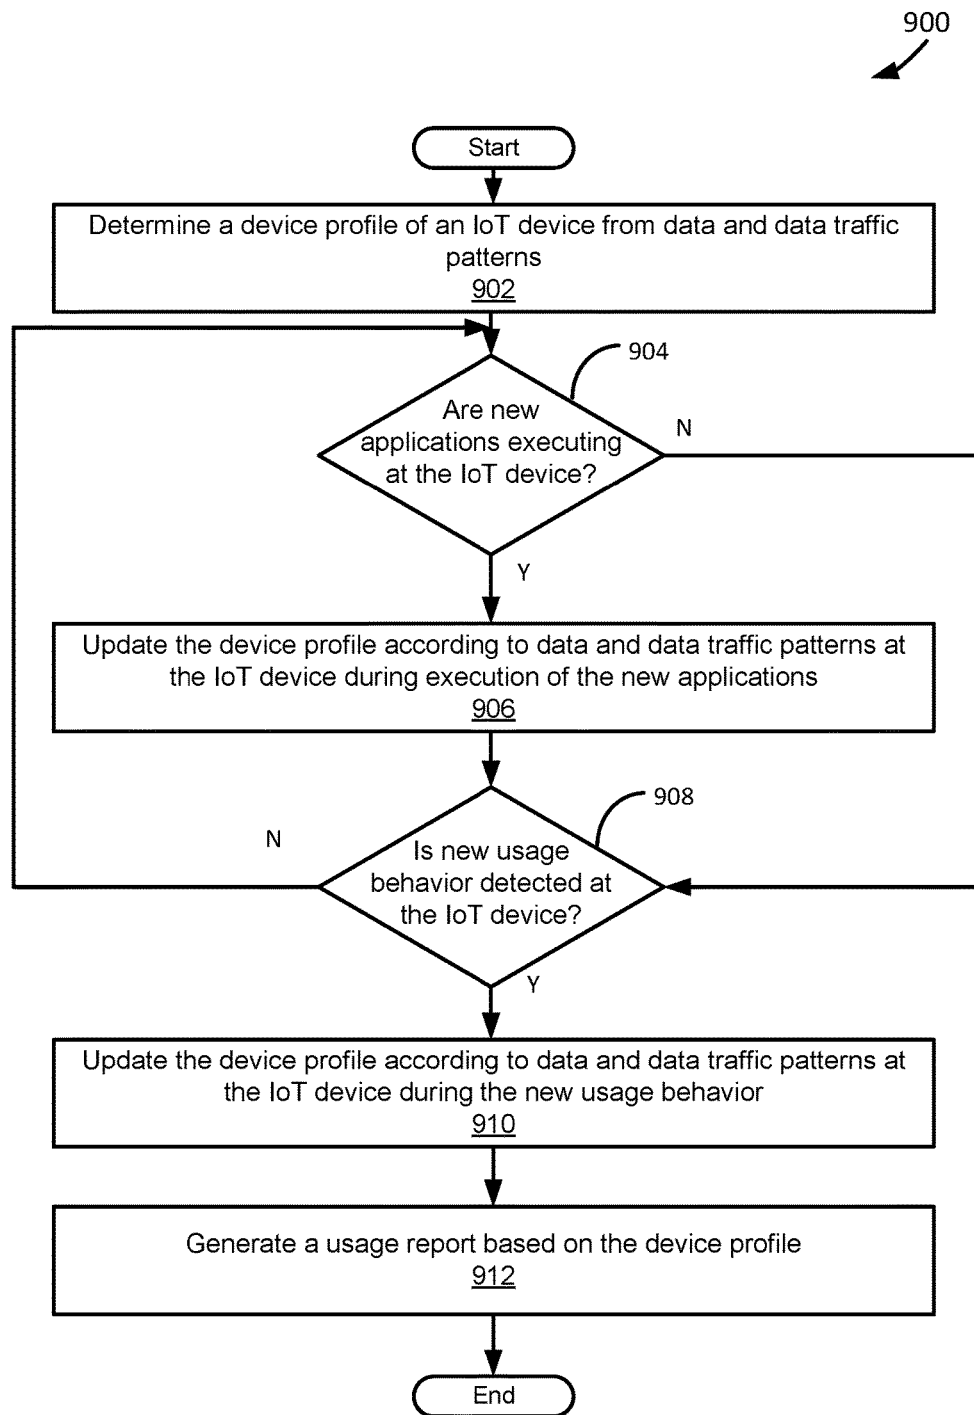 900
Start
Determine a device profile of an IoT device from data and data traffic
patterns
902
904
Are new
applications executing
at the IoT device?
N
Y
Update the device profile according to data and data traffic patterns at
the IoT device during execution of the new applications
906
908
N
Is new usage
behavior detected at
the IoT device?
Y
Update the device profile according to data and data traffic patterns at
the IoT device during the new usage behavior
910
Generate a usage report based on the device profile
912
End